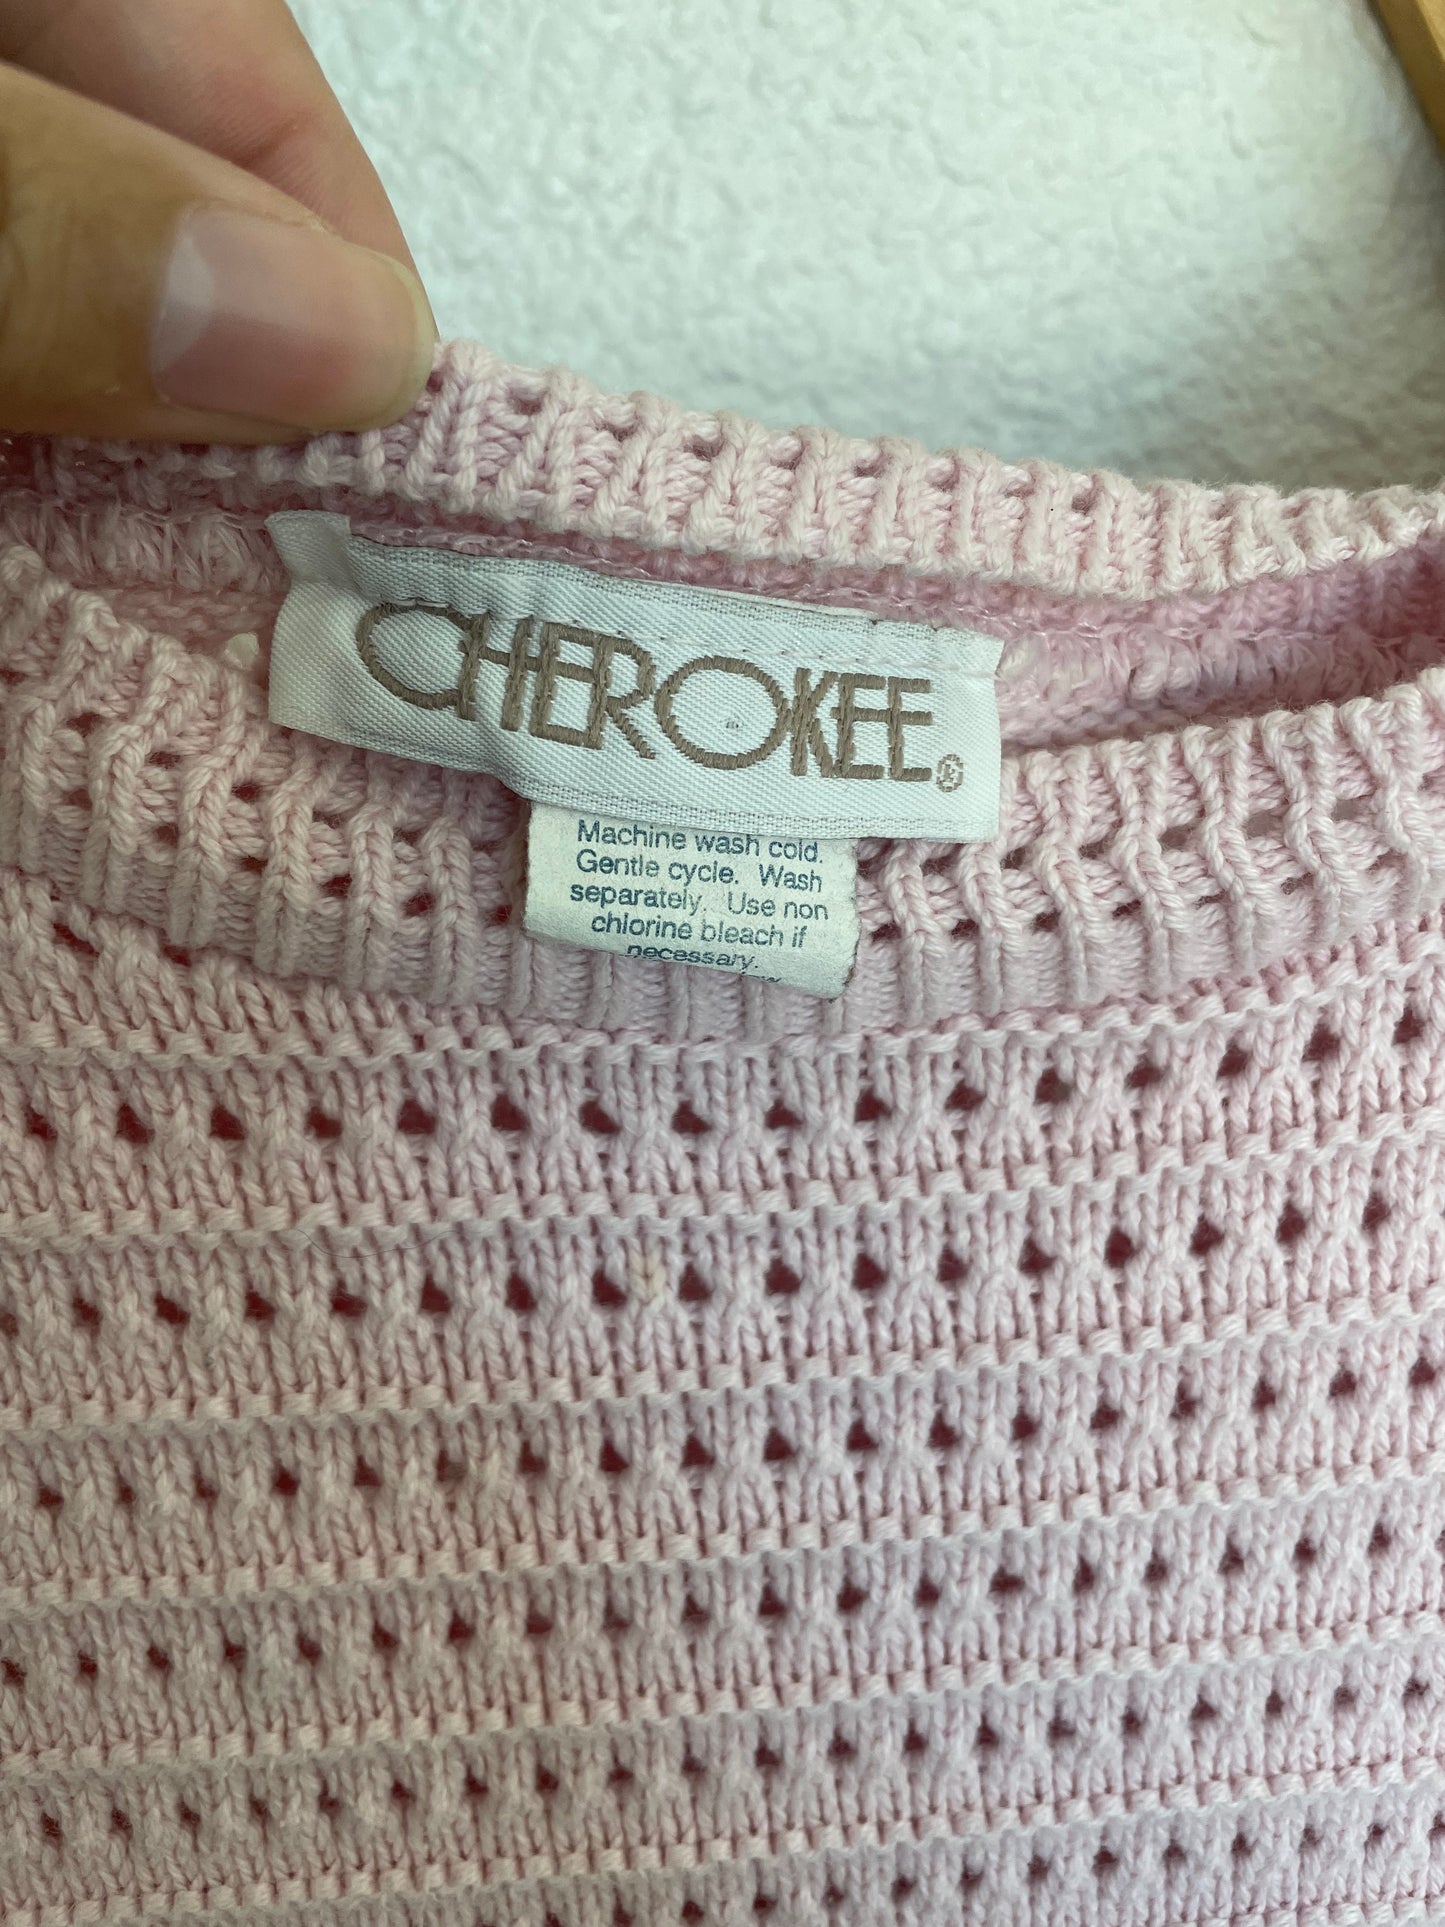 CHEROKEE®
Machine wash cold.
Gentle cycle. Wash
separately. Use non
chlorine bleach if
necessary.